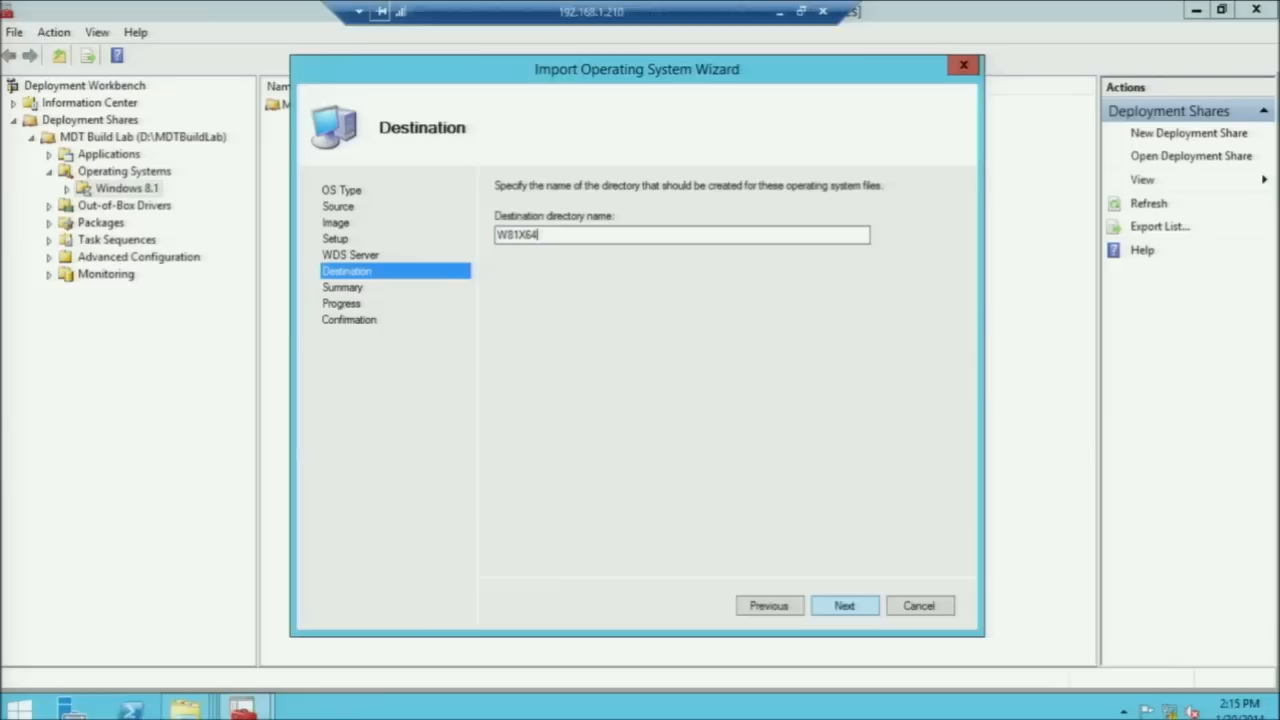 192.168.1.210
File Action View Help
Deployment Workbench
Information Center
Deployment Shares
MDT Build Lab (D:\MDTBuildLab)
Applications
Operating Systems
Windows 8.1
Out-of-Box Drivers
Packages
Task Sequences
Advanced Configuration
Monitoring
Import Operating System Wizard
Destination
OS Type
Source
Image
Setup
WDS Server
Destination
Summary
Progress
Confirmation
Specify the name of the directory that should be created for these operating system files.
Destination directory name:
W81X64
Previous Next Cancel
Actions
Deployment Shares
New Deployment Share
Open Deployment Share
View
Refresh
Export List...
Help
2:15 PM